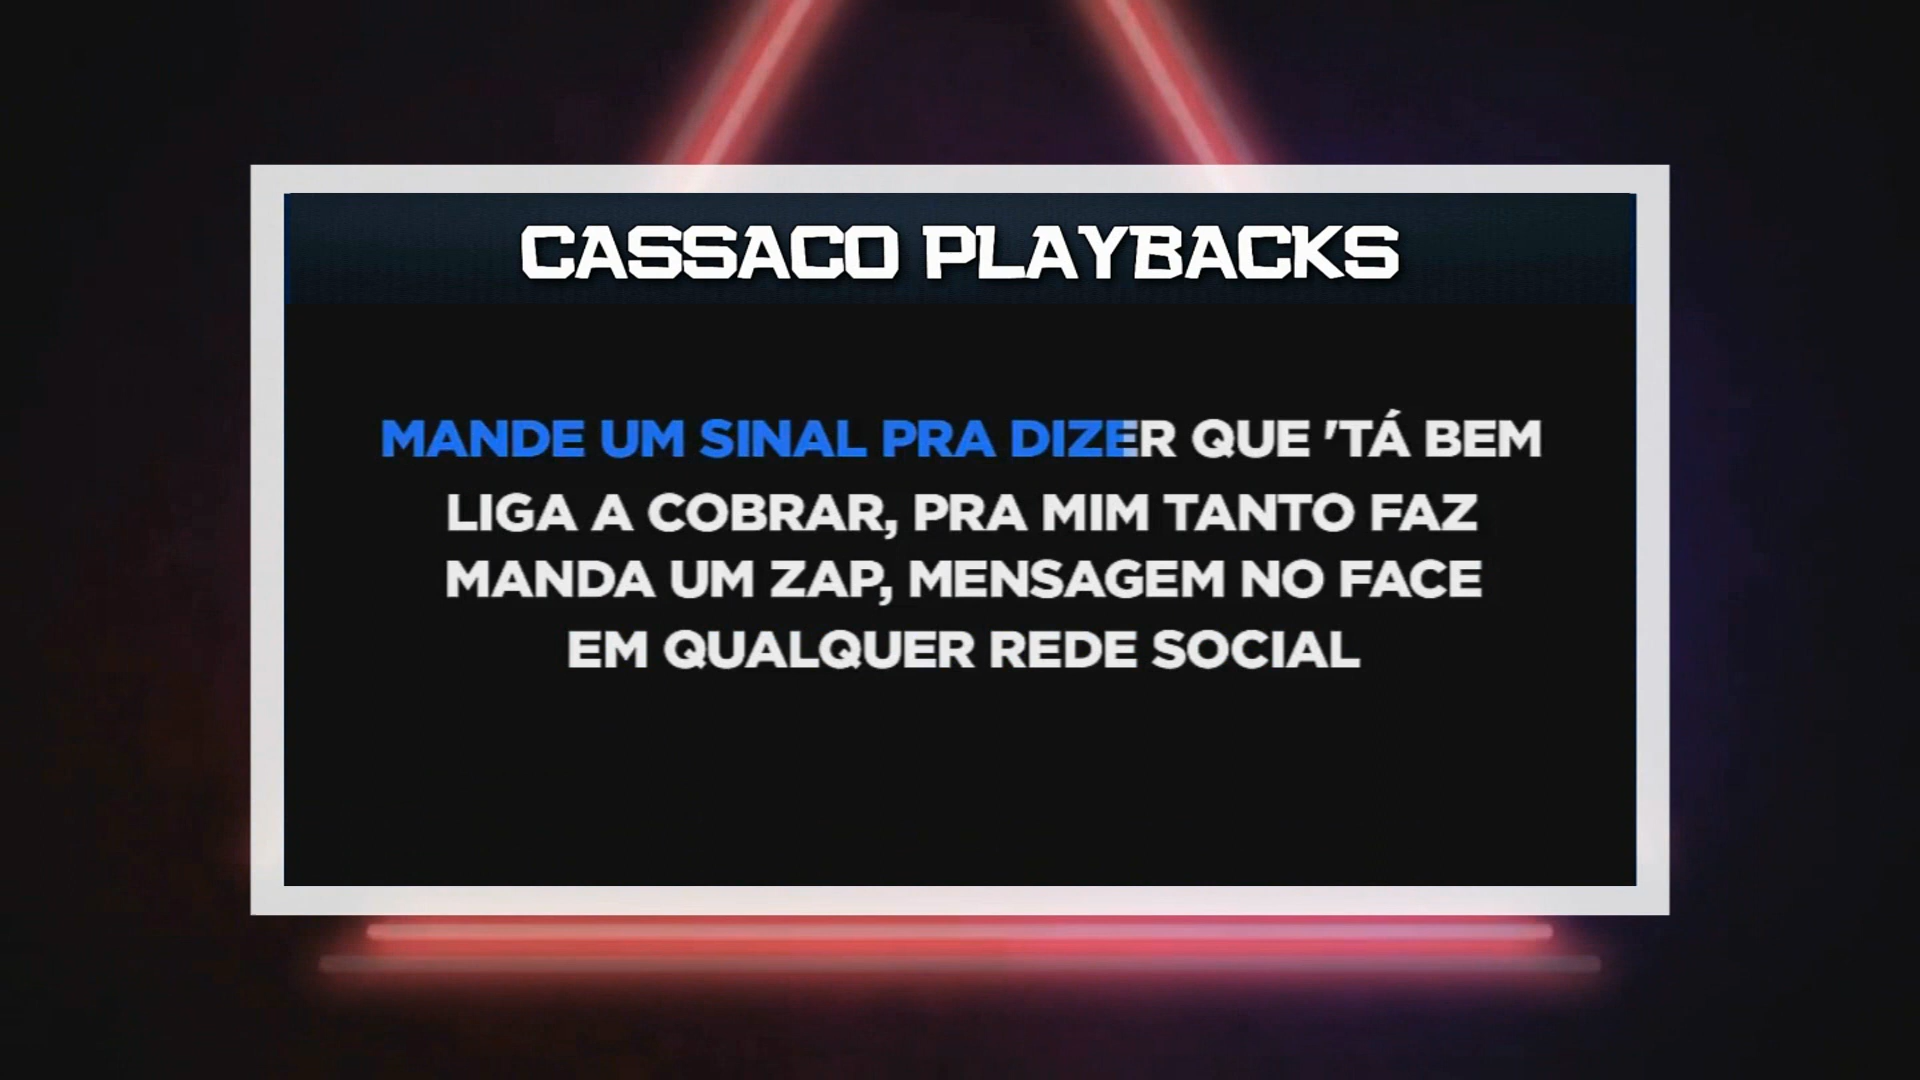 CASSACO PLAYBACKS
MANDE UM SINAL PRA DIZER QUE 'TÁ BEM
LIGA A COBRAR, PRA MIM TANTO FAZ
MANDA UM ZAP, MENSAGEM NO FACE
EM QUALQUER REDE SOCIAL